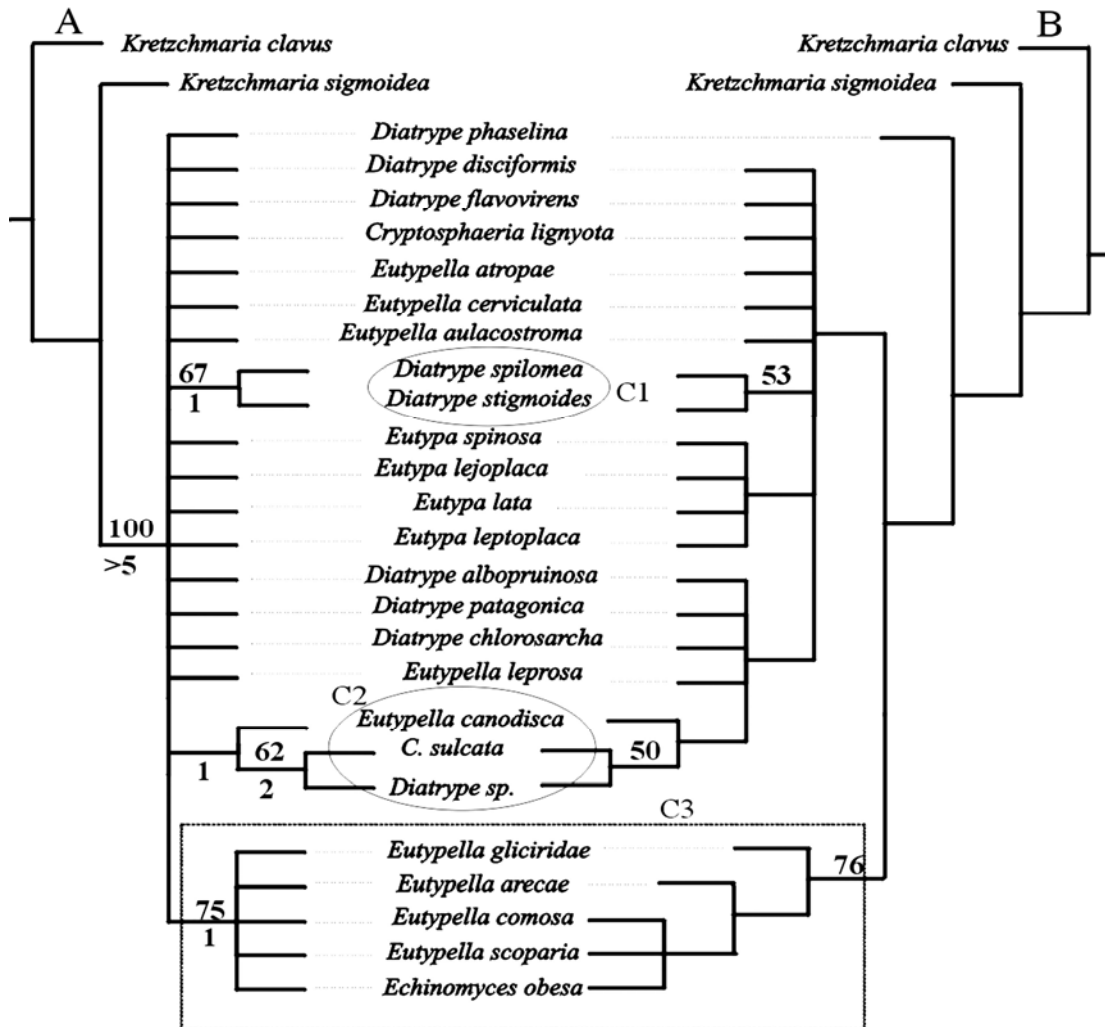 A
B
Kretzchmaria clavus
Kretzchmaria clavus
Kretzchmaria sigmoidea
Kretzchmaria sigmoidea
Diatrype phaselina
Diatrype disciformis
Diatrype flavovirens
Cryptosphaeria lignyota
Eutypella atropae
Eutypella cerviculata
Eutypella aulacostroma
67
1
Diatrype spilomea
Diatrype stigmoides
C1
53
Eutypa spinosa
Eutypa lejoplaca
Eutypa lata
Eutypa leptoplaca
100
>5
Diatrype albopruinosa
Diatrype patagonica
Diatrype chlorosarcha
Eutypella leprosa
C2
Eutypella canodisca
1
62
2
C. sulcata
50
Diatrype sp.
C3
Eutypella gliciridae
76
Eutypella arecae
75
1
Eutypella comosa
Eutypella scoparia
Echinomyces obesa